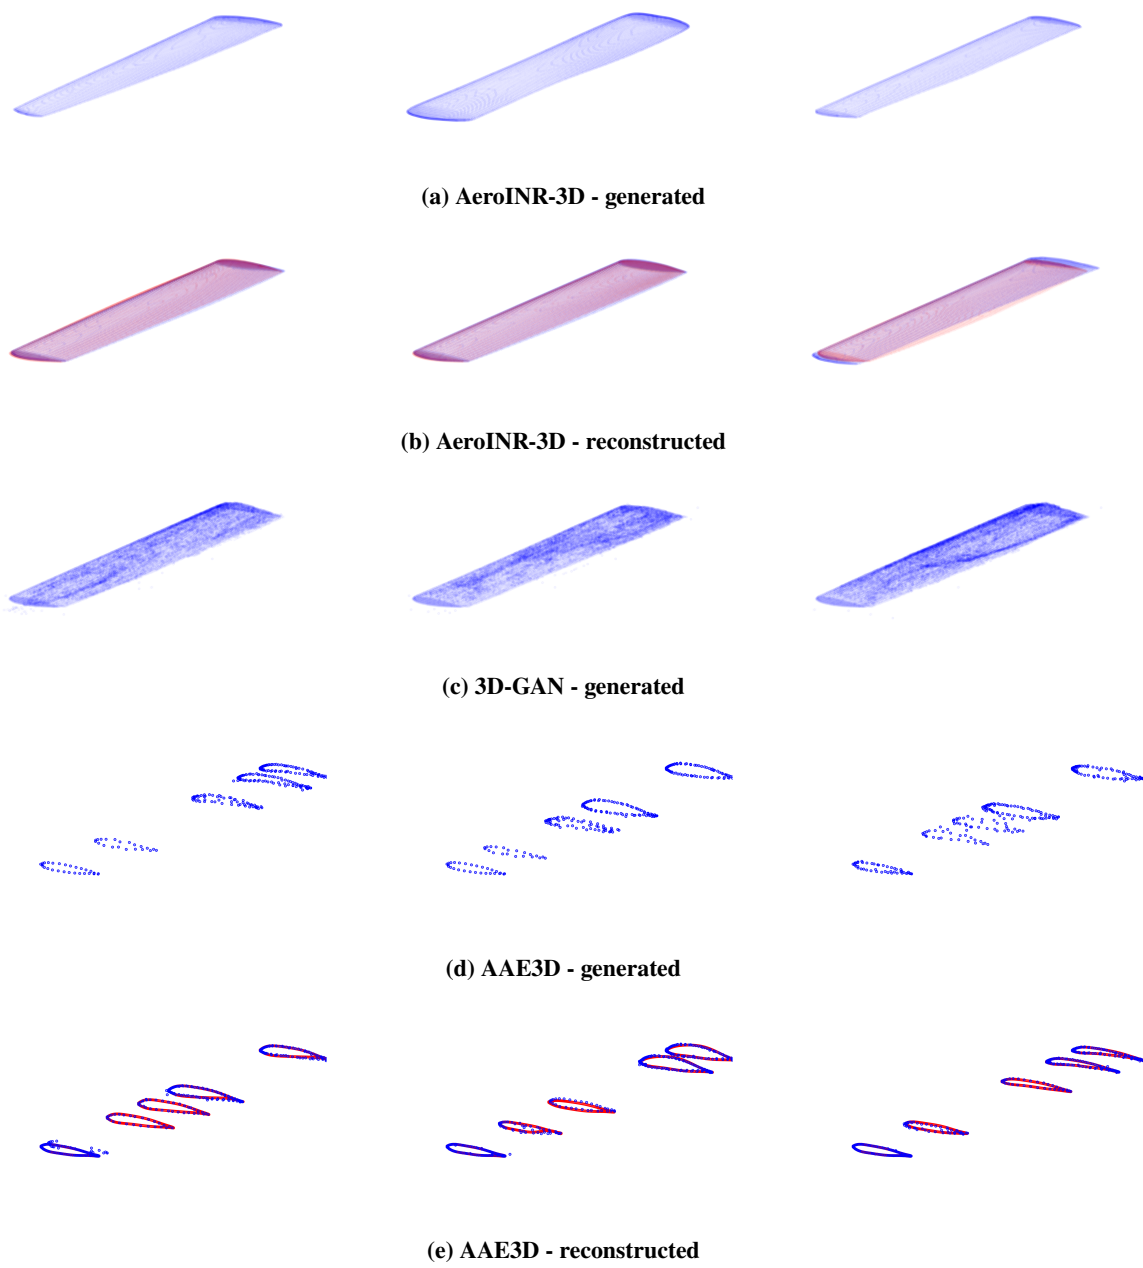 (a) AeroINR-3D - generated
(b) AeroINR-3D - reconstructed
(c) 3D-GAN - generated
(d) AAE3D - generated
(e) AAE3D - reconstructed